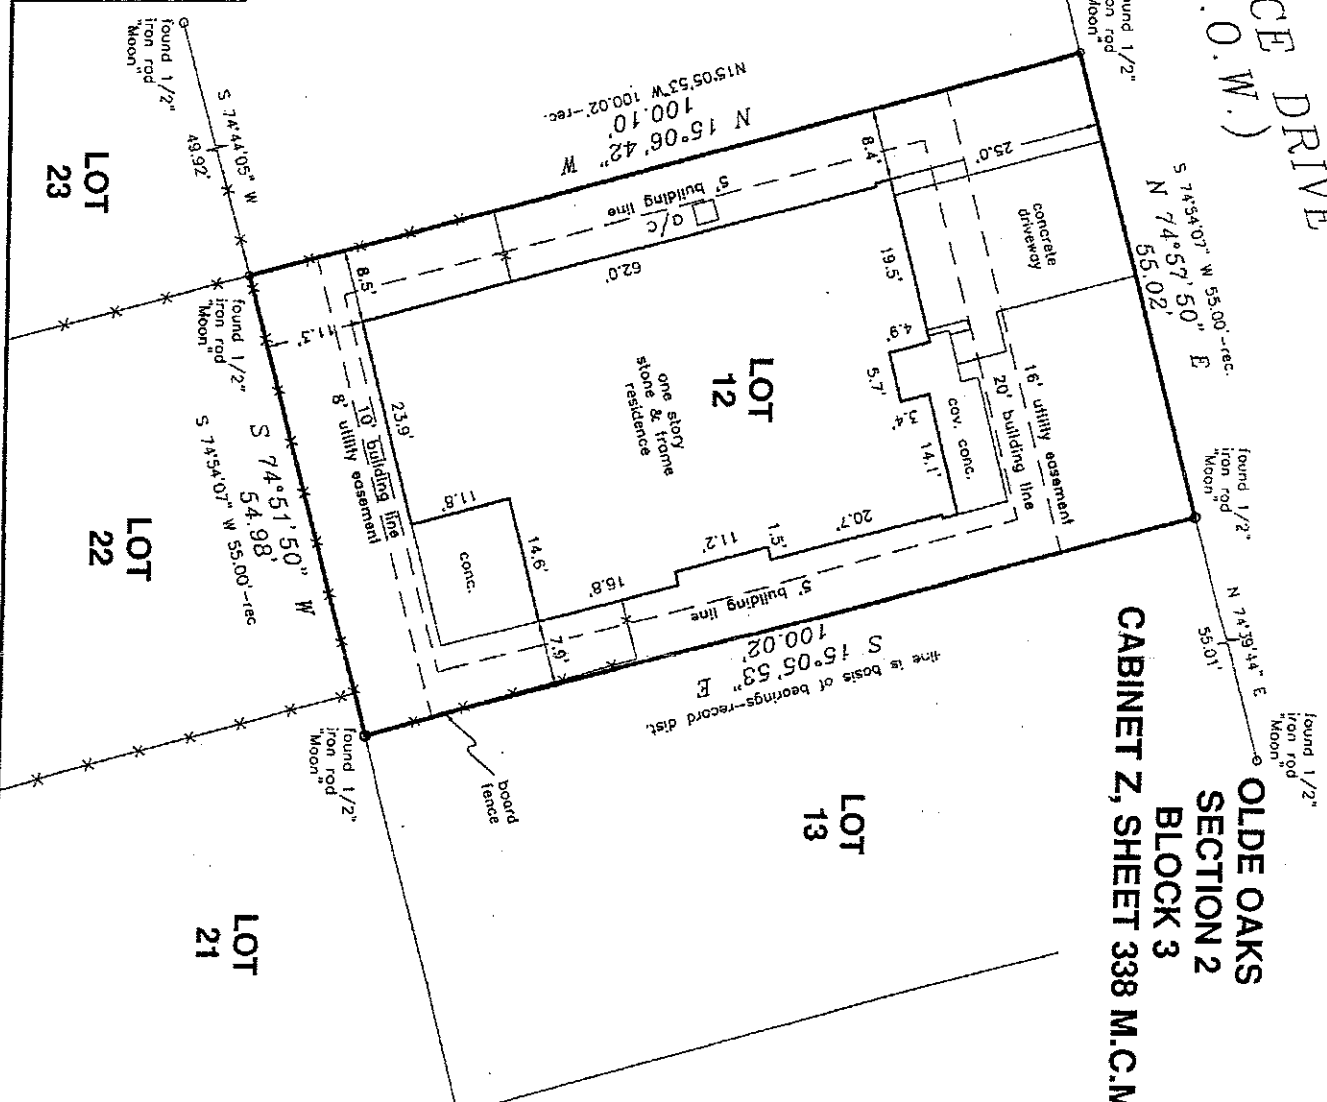 CE DRIVE
.O.W.)
found 1/2"
iron rod
"Moon"
S 74°44'05" W
49.92'
LOT
23
found 1/2"
iron rod
"Moon"
N15°05'53"W 100.02'-rec.
100.10'
N 15°06'42" W
ound 1/2"
iron rod
Moon"
S 74°54'07" W 55.00'-rec.
N 74°57'50" E
55.02'
25.0'
8.4'
concrete
driveway
5' building line
a/c
62.0'
19.5'
4.9'
5.7'
3.4'
14.1'
cov. conc.
16' utility easement
20' building line
LOT
12
one story
stone & frame
residence
8.5'
11.3'
23.9'
10' building line
8' utility easement
11.8'
14.6'
conc.
16.8'
11.2'
1.5'
20.7'
7.9'
5' building line
found 1/2"
iron rod
"Moon"
S 74°51'50" W
54.98'
S 74°54'07" W 55.00'-rec
LOT
22
100.02'
S 15°05'53" E
line is basis of bearings-record dist.
found 1/2"
iron rod
"Moon"
N 74°39'44" E
55.01'
found 1/2"
iron rod
"Moon"
board
fence
LOT
13
LOT
21
OLDE OAKS
SECTION 2
BLOCK 3
CABINET Z, SHEET 338 M.C.M